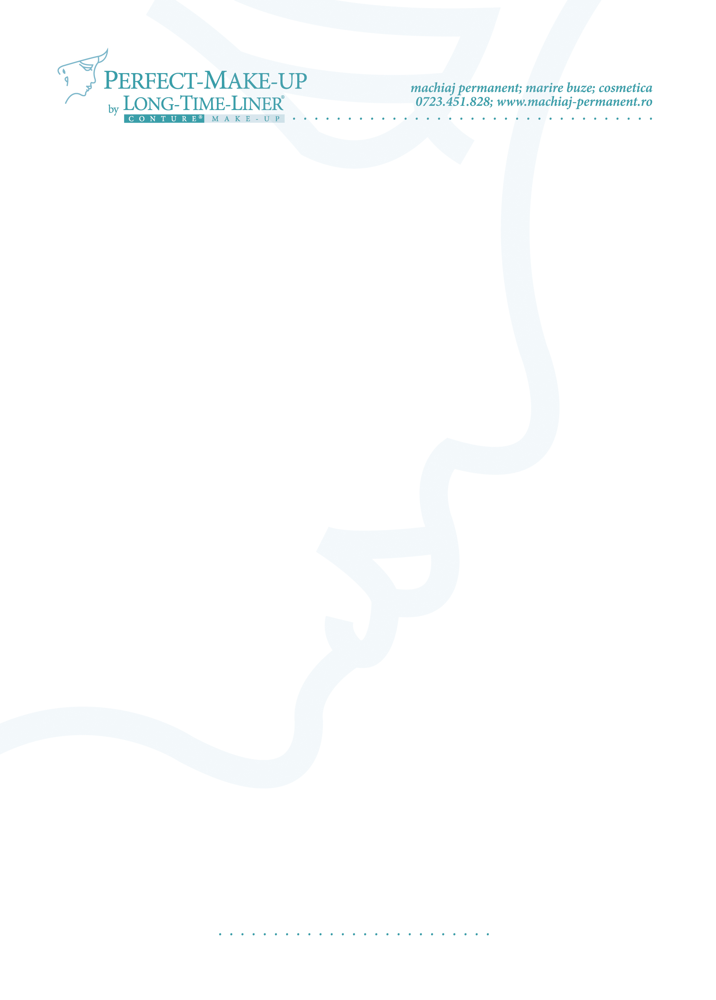 PERFECT-MAKE-UP
by LONG-TIME-LINER®
CONTURE® MAKE-UP
machiaj permanent; marire buze; cosmetica
0723.451.828; www.machiaj-permanent.ro